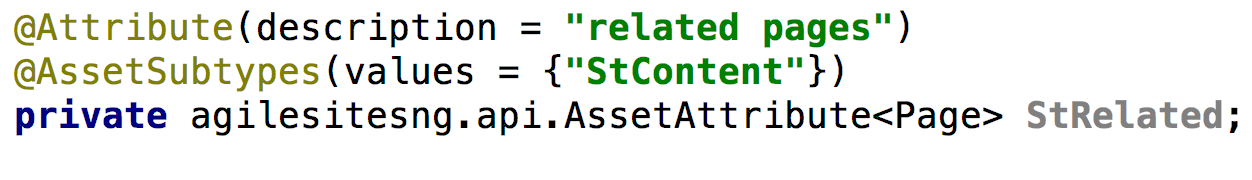 @Attribute(description = "related pages")
@AssetSubtypes(values = {"StContent"})
private agilesitesng.api.AssetAttribute<Page> StRelated;